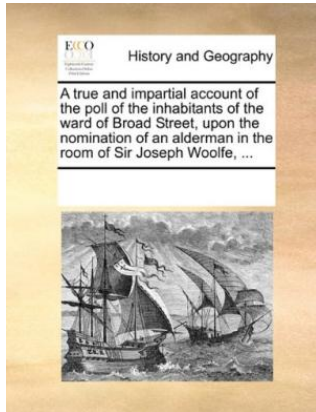 ECCO
History and Geography
A true and impartial account of
the poll of the inhabitants of the
ward of Broad Street, upon the
nomination of an alderman in the
room of Sir Joseph Woolfe, ...